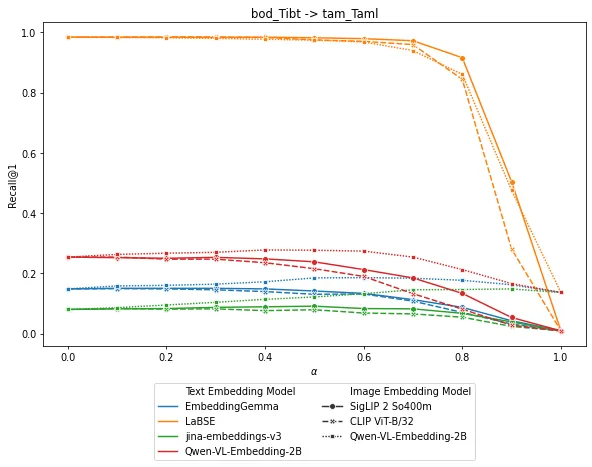 bod_Tibt -> tam_Taml
Recall@1
1.0
0.8
0.6
0.4
0.2
0.0
0.0 0.2 0.4 0.6 0.8 1.0
α
Text Embedding Model
EmbeddingGemma
LaBSE
jina-embeddings-v3
Qwen-VL-Embedding-2B
Image Embedding Model
SigLIP 2 So400m
CLIP ViT-B/32
Qwen-VL-Embedding-2B